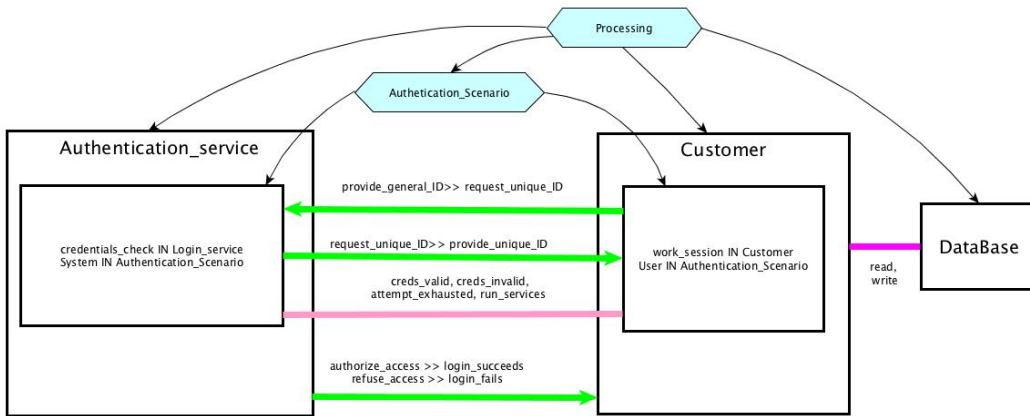 Processing
Authetication_Scenario
Authentication_service
Customer
provide_general_ID>> request_unique_ID
credentials_check IN Login_service
System IN Authentication_Scenario
request_unique_ID>> provide_unique_ID
work_session IN Customer
User IN Authentication_Scenario
DataBase
read,
write
creds_valid, creds_invalid,
attempt_exhausted, run_services
authorize_access >> login_succeeds
refuse_access >> login_fails